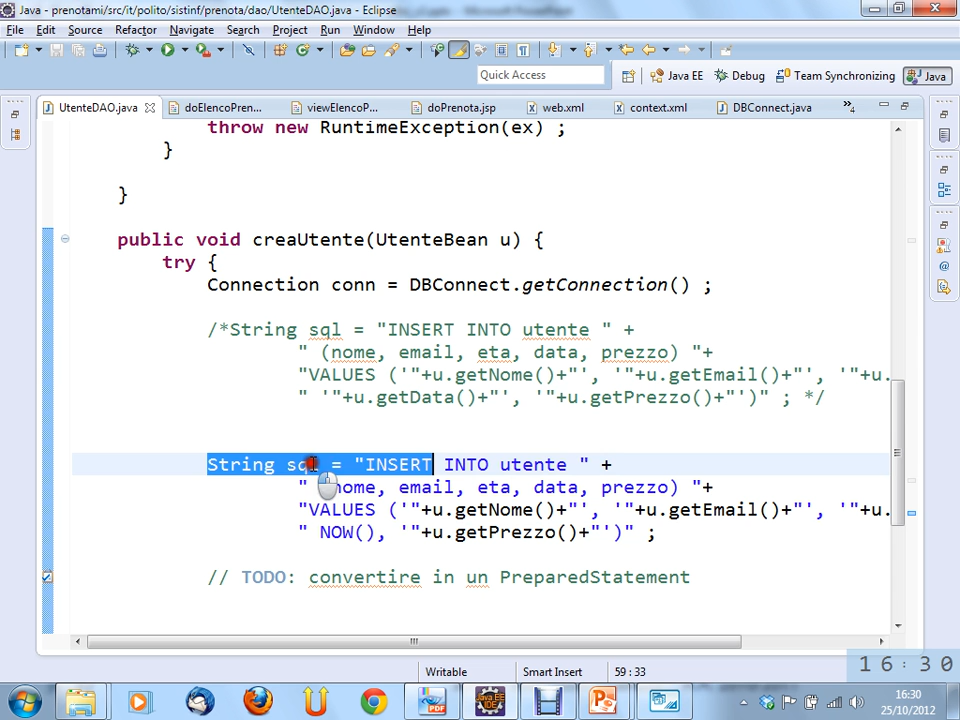 Java - prenotami/src/it/polito/sistinf/prenota/dao/UtenteDAO.java - Eclipse
File Edit Source Refactor Navigate Search Project Run Window Help
Quick Access
Java EE Debug Team Synchronizing Java
UtenteDAO.java doElencoPren... viewElencoP... doPrenota.jsp web.xml context.xml DBConnect.java »4
throw new RuntimeException(ex) ;
}
}
public void creaUtente(UtenteBean u) {
try {
Connection conn = DBConnect.getConnection() ;
/*String sql = "INSERT INTO utente " +
" (nome, email, eta, data, prezzo) "+
"VALUES ('"+u.getNome()+"', '"+u.getEmail()+"', '"+u.
" '"+u.getData()+"', '"+u.getPrezzo()+"')" ; */
String sql = "INSERT INTO utente " +
" nome, email, eta, data, prezzo) "+
"VALUES ('"+u.getNome()+"', '"+u.getEmail()+"', '"+u.
" NOW(), '"+u.getPrezzo()+"')" ;
// TODO: convertire in un PreparedStatement
16:30
Writable Smart Insert 59 : 33
16:30
25/10/2012